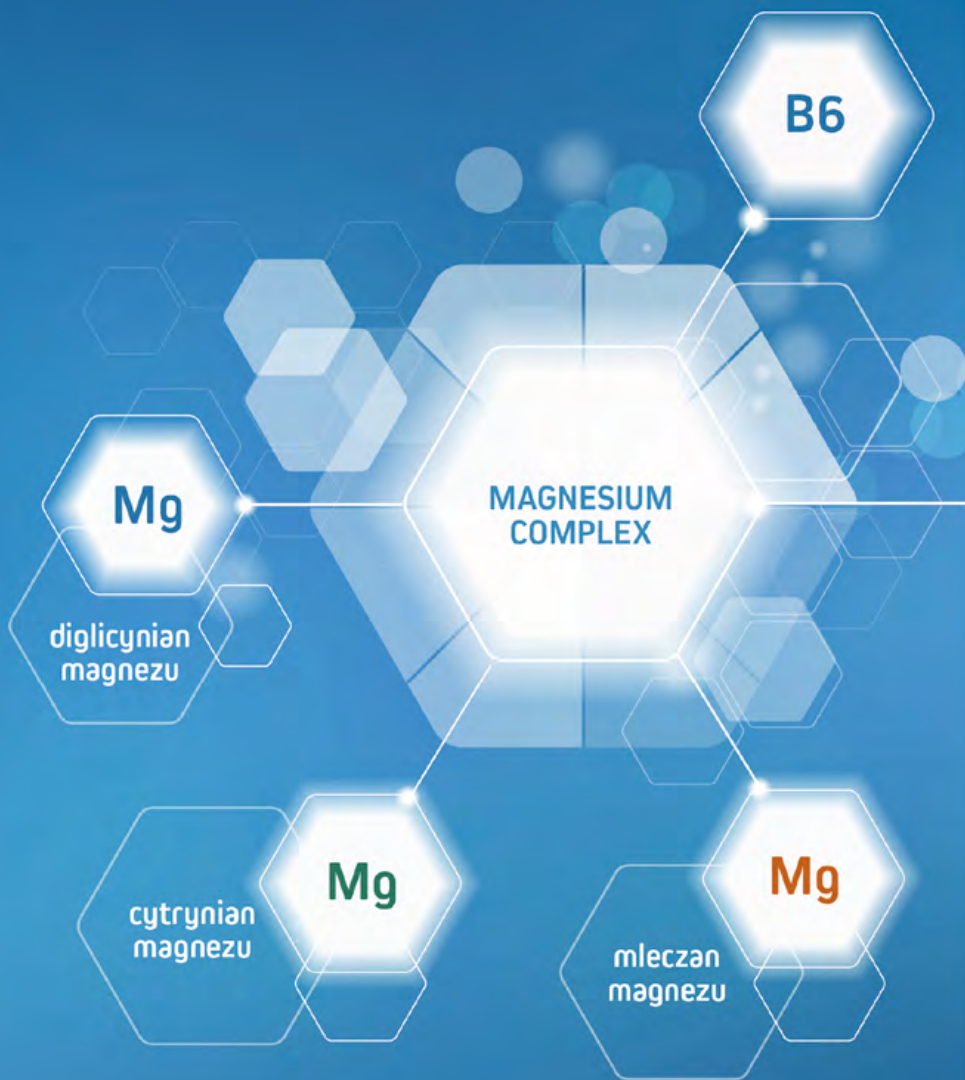 B6
MAGNESIUM
COMPLEX
Mg
diglicynian
magnezu
Mg
cytrynian
magnezu
Mg
mleczan
magnezu